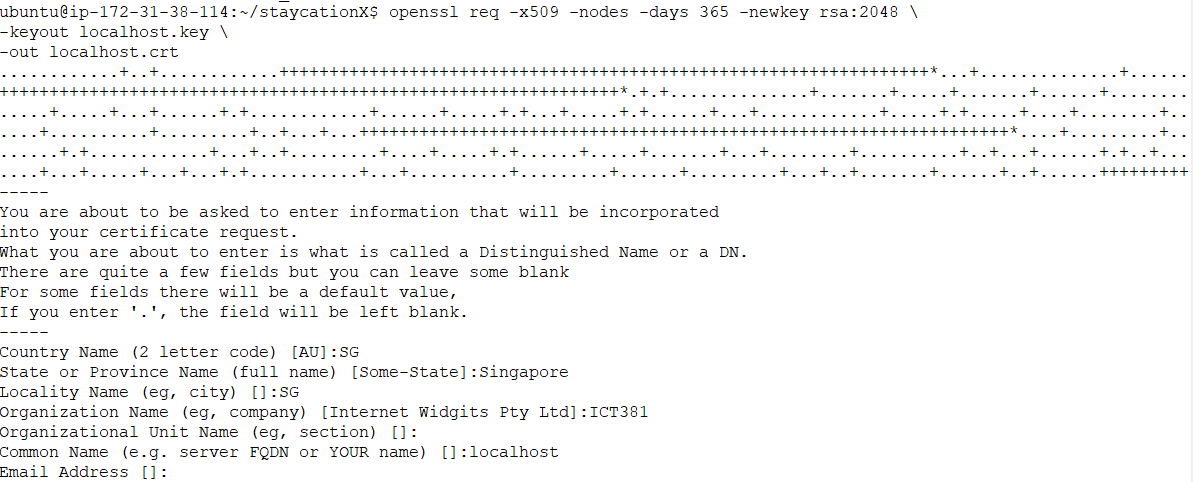 ubuntu@ip-172-31-38-114:~/staycationX$ openssl req -x509 -nodes -days 365 -newkey rsa:2048 \
-keyout localhost.key \
-out localhost.crt
............+..+............+++++++++++++++++++++++++++++++++++++++++++++++++++++++++++++++++*...+..............+......
+++++++++++++++++++++++++++++++++++++++++++++++++++++++++++++++*.+.+..............+.......+.....+.......+......+........
.....+.....+...+......+.+............+......+.....+.+...+.....+.+......+...+............+.....+.+.....+....+........+..
....+..........+.........+..+...+...+++++++++++++++++++++++++++++++++++++++++++++++++++++++++++++++++*....+.........+..
......+.+............+...+..+.........+....+.....+.+......+.....+.......+...+........+..........+..+...+......+.+..+...
....+...+.....+...+...+.+...........+...+..........+.........+......+.........+...+..+.......+......+..+......+++++++++
-----
You are about to be asked to enter information that will be incorporated
into your certificate request.
What you are about to enter is what is called a Distinguished Name or a DN.
There are quite a few fields but you can leave some blank
For some fields there will be a default value,
If you enter '.', the field will be left blank.
-----
Country Name (2 letter code) [AU]:SG
State or Province Name (full name) [Some-State]:Singapore
Locality Name (eg, city) []:SG
Organization Name (eg, company) [Internet Widgits Pty Ltd]:ICT381
Organizational Unit Name (eg, section) []:
Common Name (e.g. server FQDN or YOUR name) []:localhost
Email Address []: